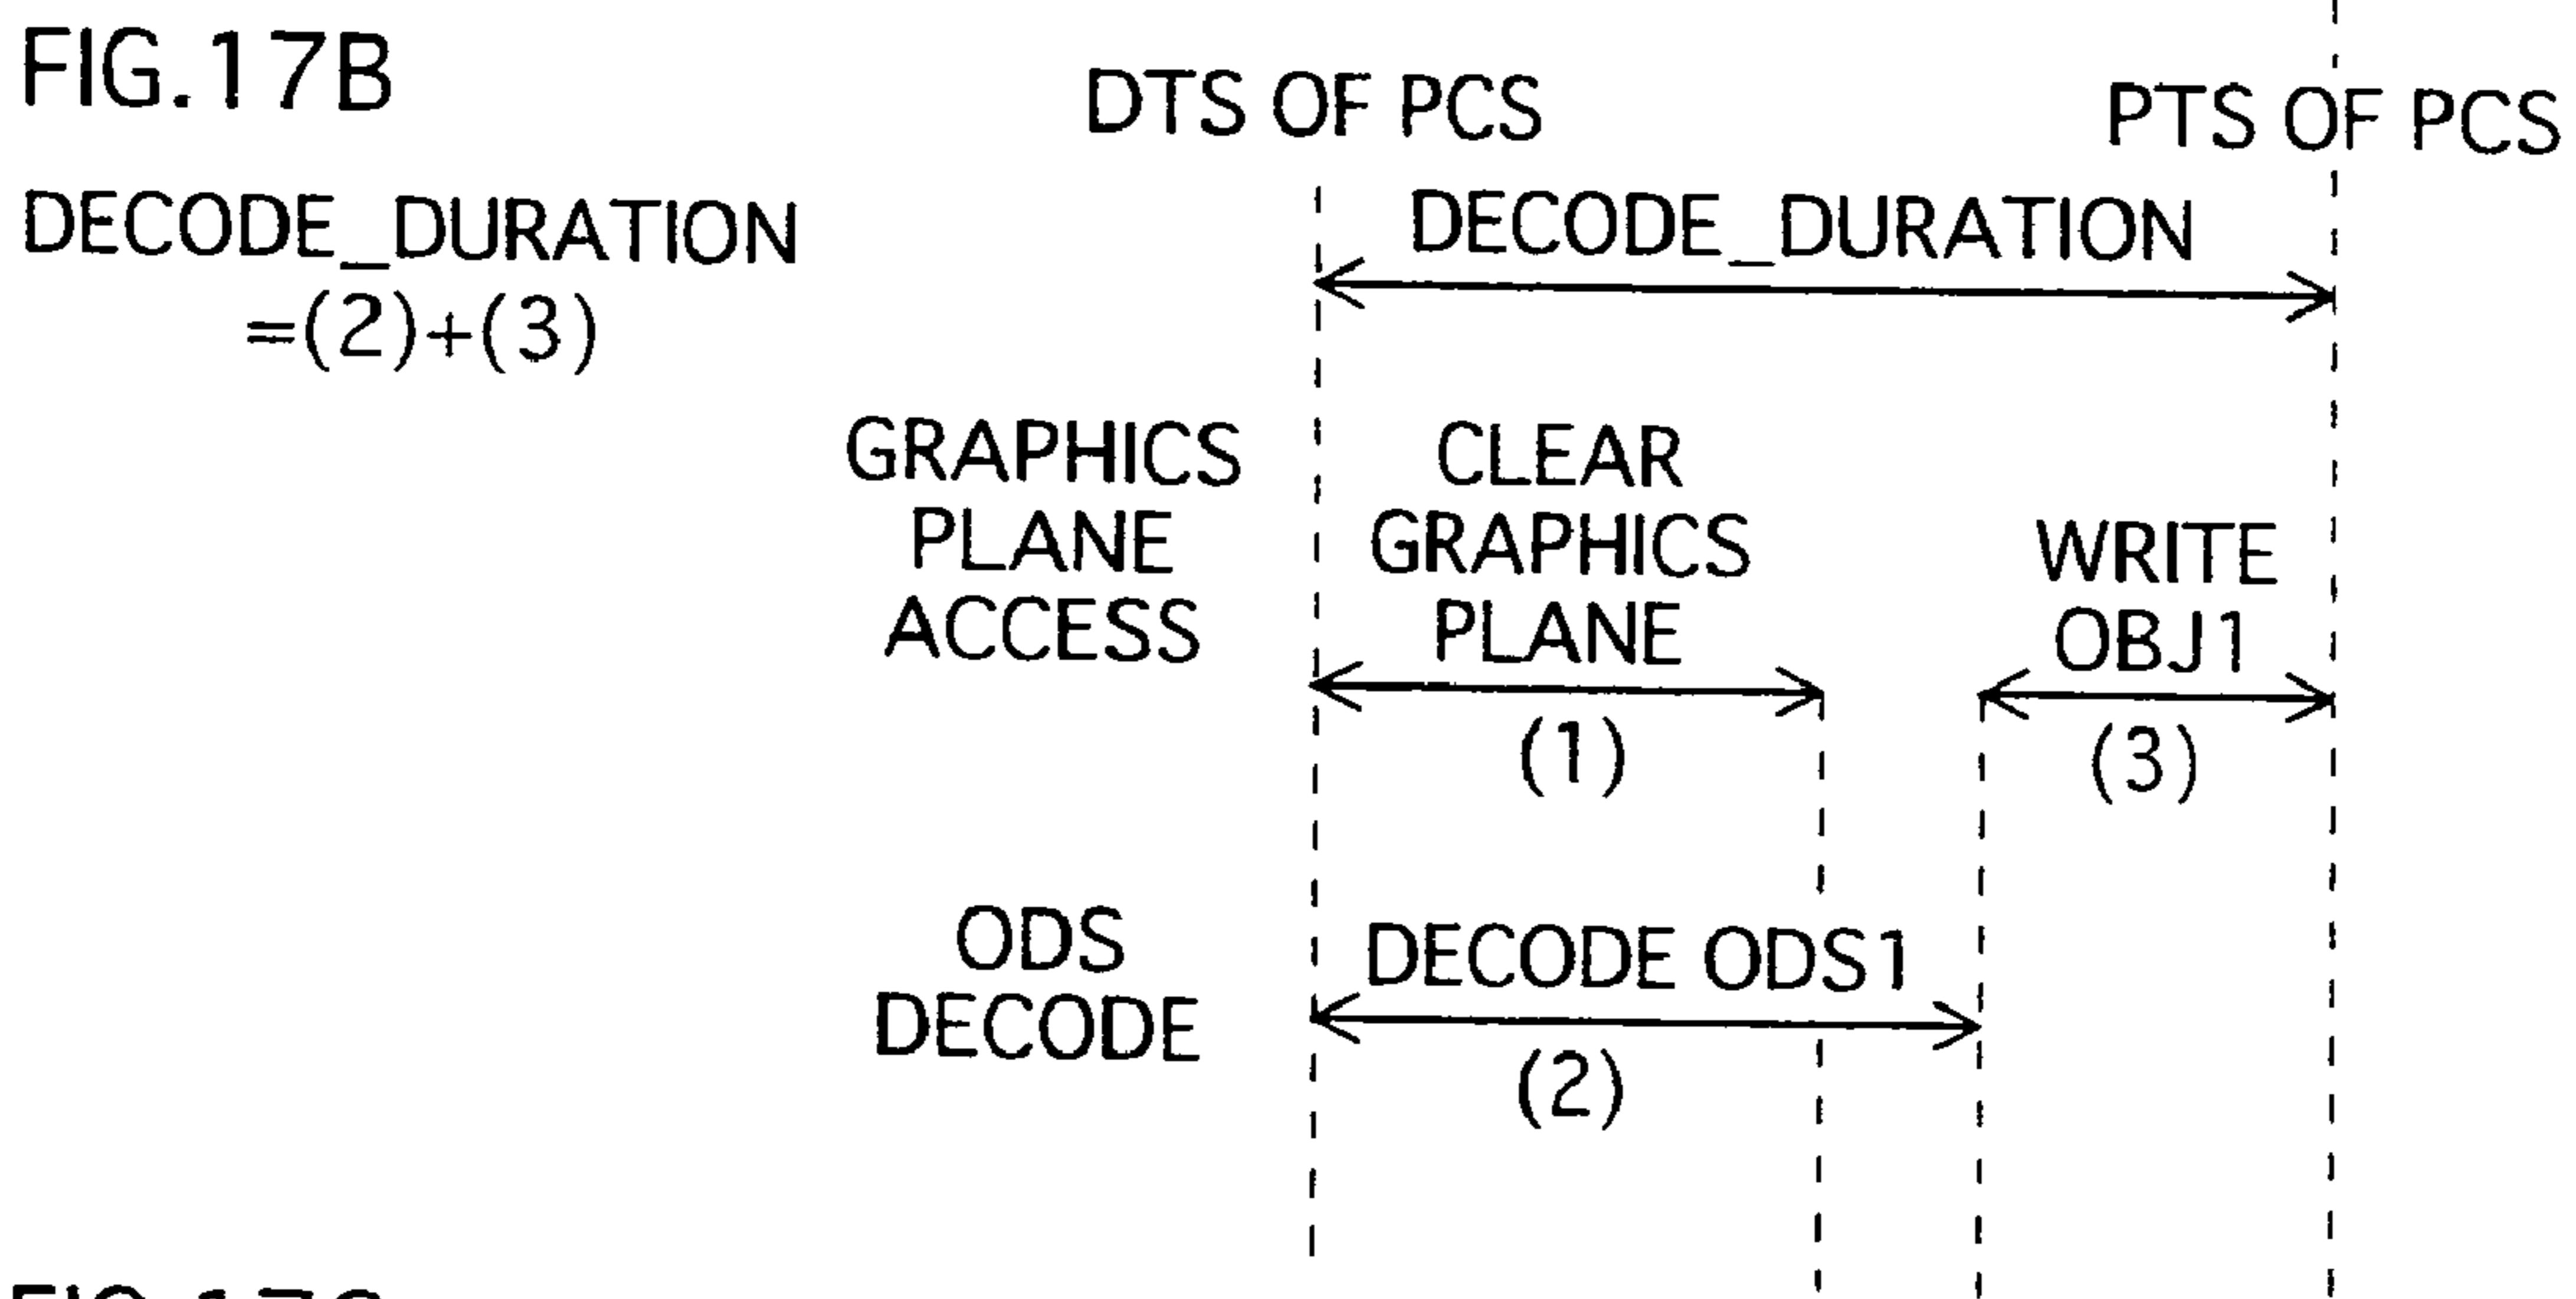 FIG.17B
DTS OF PCS
PTS OF PCS
DECODE_DURATION
=(2)+(3)
DECODE_DURATION
GRAPHICS
PLANE
ACCESS
CLEAR
GRAPHICS
PLANE
(1)
WRITE
OBJ1
(3)
ODS
DECODE
DECODE ODS1
(2)